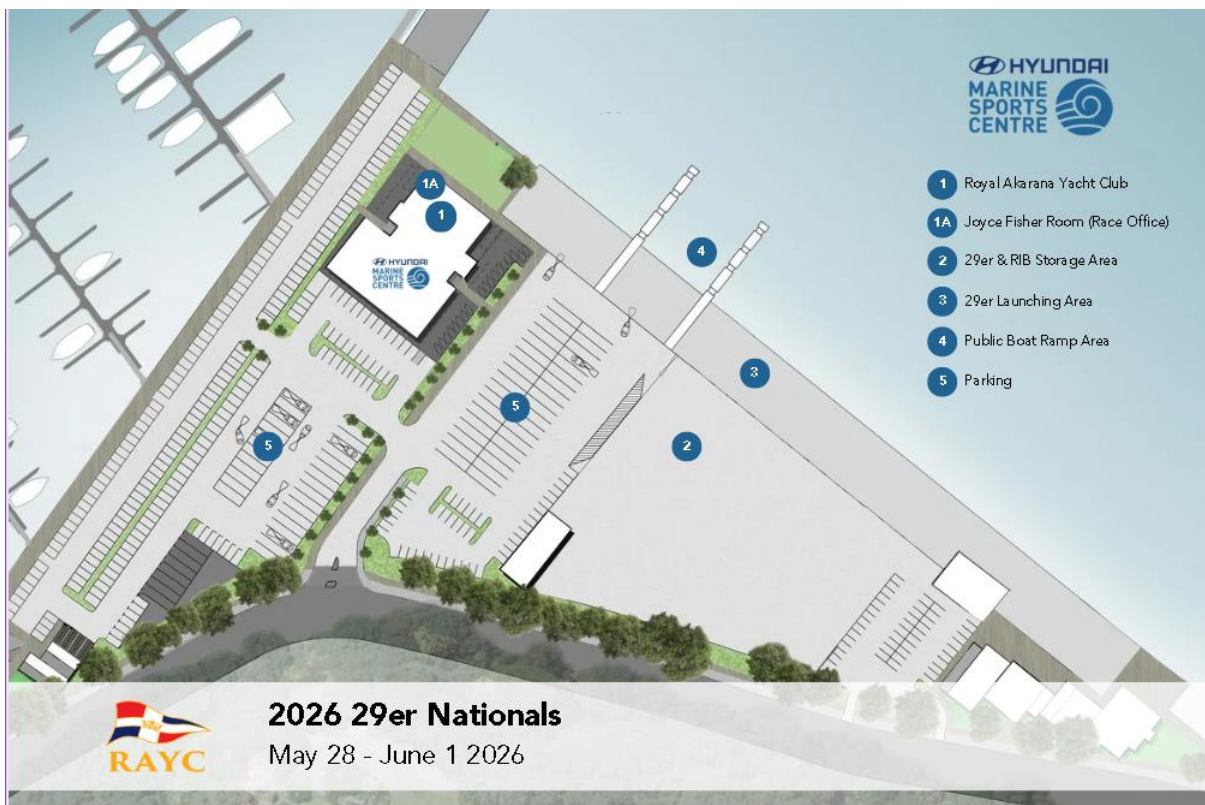 HYUNDAI
MARINE
SPORTS
CENTRE
1 Royal Akarana Yacht Club
1A Joyce Fisher Room (Race Office)
2 29er & RIB Storage Area
3 29er Launching Area
4 Public Boat Ramp Area
5 Parking
1A
1
HYUNDAI
MARINE
SPORTS
CENTRE
4
3
5
2
5
RAYC
2026 29er Nationals
May 28 - June 1 2026